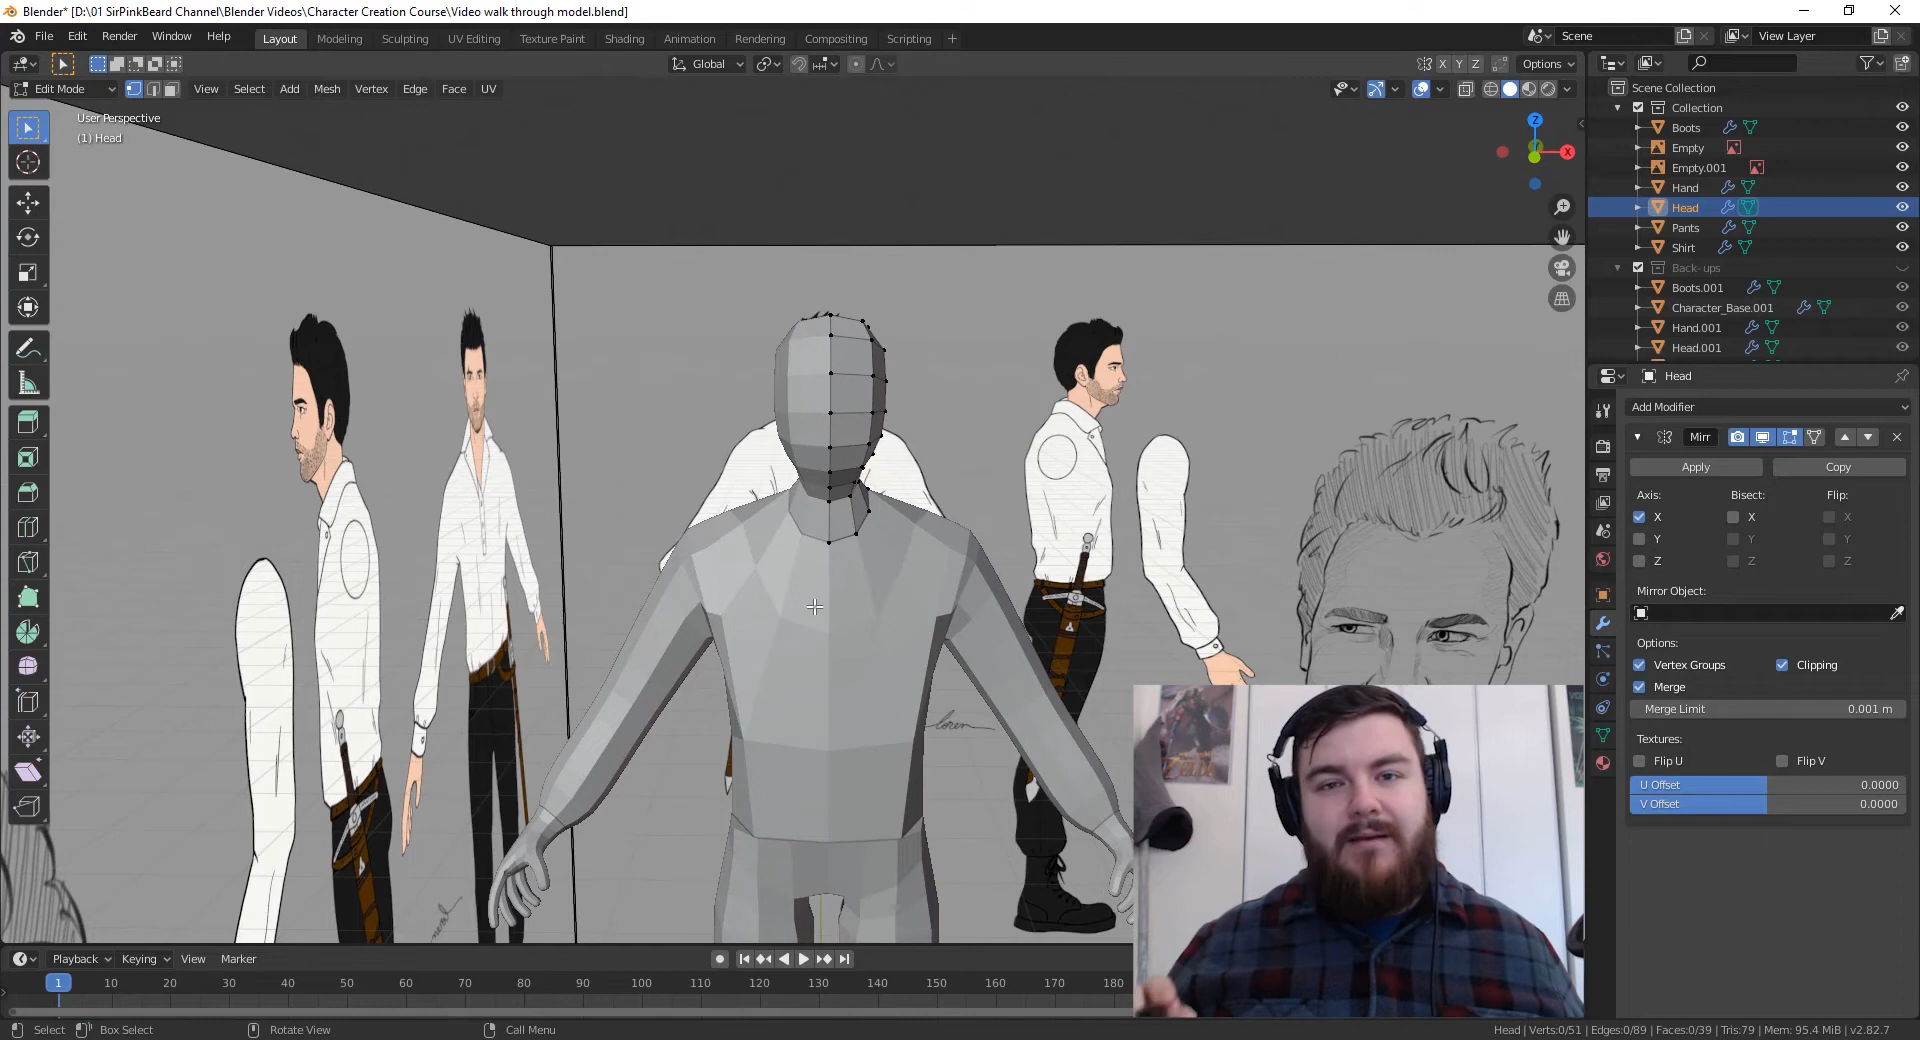 Blender* [D:\01 SirPinkBeard Channel\Blender Videos\Character Creation Course\Video walk through model.blend]
File Edit Render Window Help
Layout Modeling Sculpting UV Editing Texture Paint Shading Animation Rendering Compositing Scripting +
Scene
View Layer
Global
X Y Z
Options
Edit Mode
View Select Add Mesh Vertex Edge Face UV
User Perspective
(1) Head
Z
X
Scene Collection
Collection
Boots
Empty
Empty.001
Hand
Head
Pants
Shirt
Back-ups
Boots.001
Character_Base.001
Hand.001
Head.001
Head
Add Modifier
Mirr
Apply
Copy
Axis: Bisect: Flip:
X X X
Y Y Y
Z Z Z
Mirror Object:
Options:
Vertex Groups
Clipping
Merge
Merge Limit 0.001 m
Textures:
Flip U
Flip V
U Offset 0.0000
V Offset 0.0000
loren
ZELDA
Playback Keying View Marker
1 10 20 30 40 50 60 70 80 90 100 110 120 130 140 150 160 170 180
Select Box Select Rotate View Call Menu
Head | Verts:0/51 | Edges:0/89 | Faces:0/39 | Tris:79 | Mem: 95.4 MiB | v2.82.7